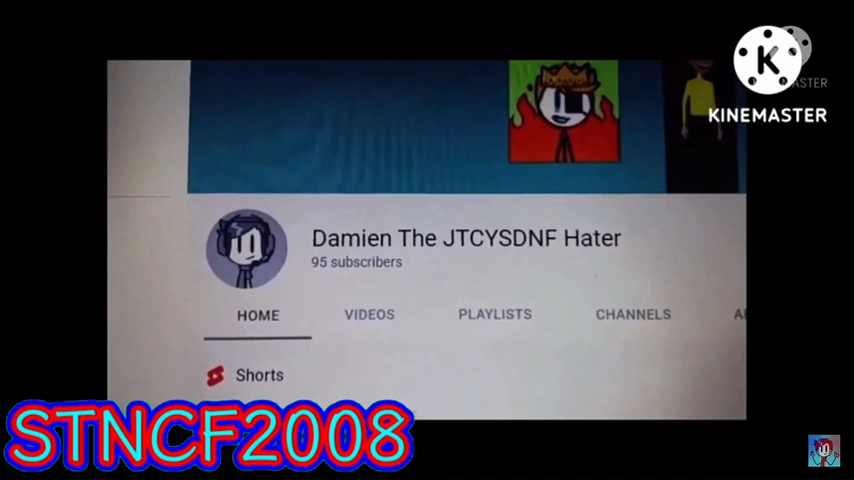 KINEMASTER
Damien The JTCYSDNF Hater
95 subscribers
HOME VIDEOS PLAYLISTS CHANNELS
Shorts
STNCF2008